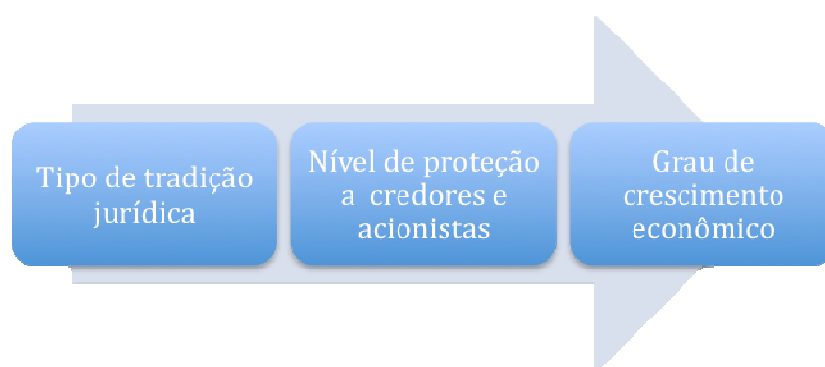 Tipo de tradição
jurídica
Nível de proteção
a credores e
acionistas
Grau de
crescimento
econômico